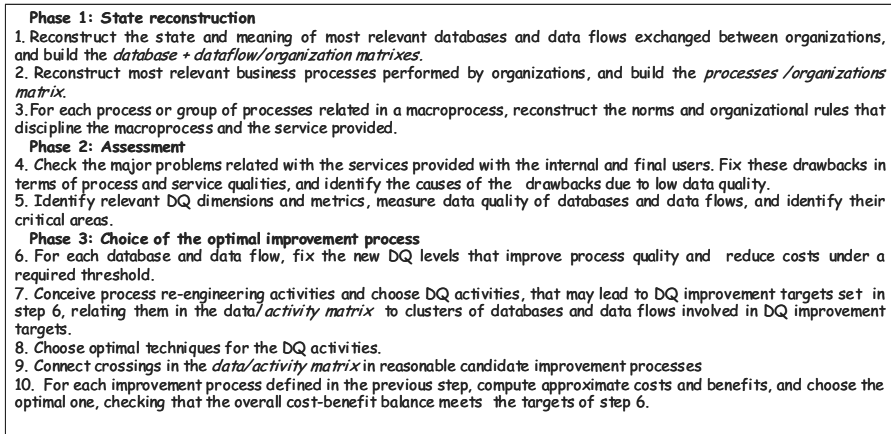 Phase 1: State reconstruction
1. Reconstruct the state and meaning of most relevant databases and data flows exchanged between organizations,
and build the database + dataflow/organization matrixes.
2. Reconstruct most relevant business processes performed by organizations, and build the processes /organizations
matrix.
3.For each process or group of processes related in a macroprocess, reconstruct the norms and organizational rules that
discipline the macroprocess and the service provided.
Phase 2: Assessment
4. Check the major problems related with the services provided with the internal and final users. Fix these drawbacks in
terms of process and service qualities, and identify the causes of the drawbacks due to low data quality.
5. Identify relevant DQ dimensions and metrics, measure data quality of databases and data flows, and identify their
critical areas.
Phase 3: Choice of the optimal improvement process
6. For each database and data flow, fix the new DQ levels that improve process quality and reduce costs under a
required threshold.
7. Conceive process re-engineering activities and choose DQ activities, that may lead to DQ improvement targets set in
step 6, relating them in the data/activity matrix to clusters of databases and data flows involved in DQ improvement
targets.
8. Choose optimal techniques for the DQ activities.
9. Connect crossings in the data/activity matrix in reasonable candidate improvement processes
10. For each improvement process defined in the previous step, compute approximate costs and benefits, and choose the
optimal one, checking that the overall cost-benefit balance meets the targets of step 6.